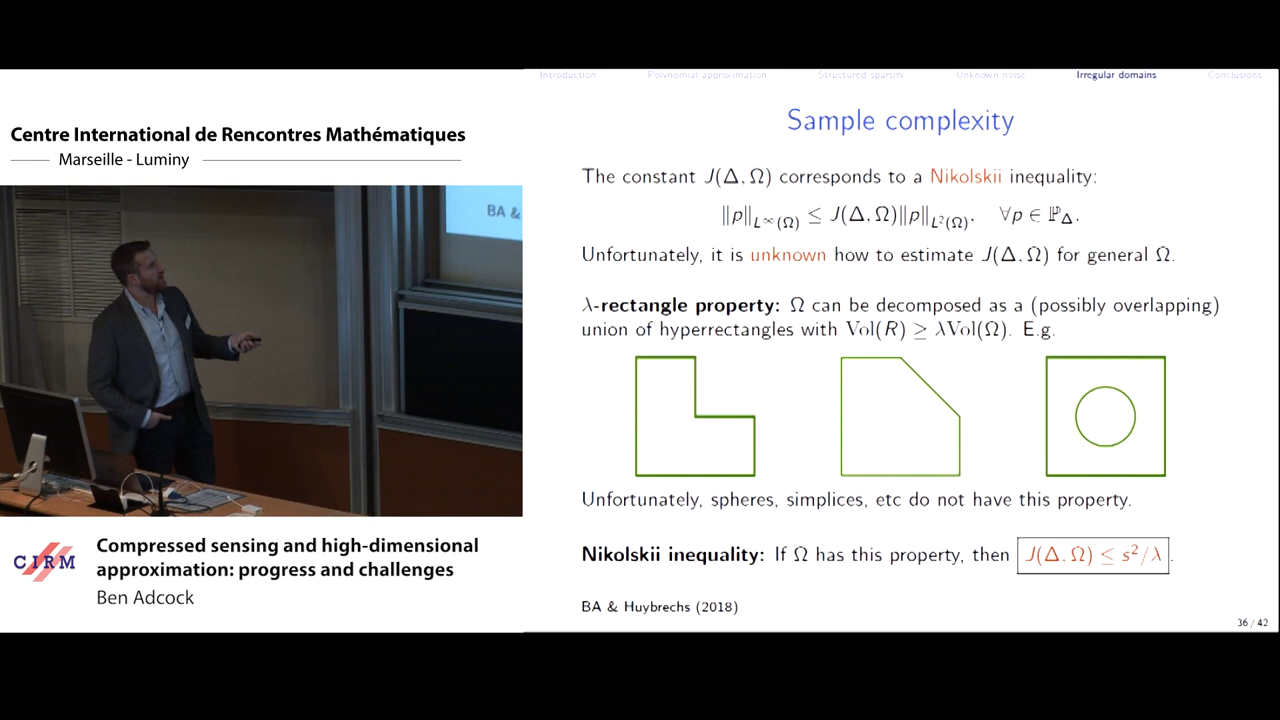 Introduction Polynomial approximation Structured sparsity Unknown noise Irregular domains Conclusions
Centre International de Rencontres Mathématiques
Marseille - Luminy
BA &
CIRM
Compressed sensing and high-dimensional
approximation: progress and challenges
Ben Adcock
Sample complexity
The constant J(Δ, Ω) corresponds to a Nikolskii inequality:
‖p‖_{L^∞(Ω)} ≤ J(Δ, Ω)‖p‖_{L²(Ω)}, ∀p ∈ ℙ_Δ.
Unfortunately, it is unknown how to estimate J(Δ, Ω) for general Ω.
λ-rectangle property: Ω can be decomposed as a (possibly overlapping)
union of hyperrectangles with Vol(R) ≥ λVol(Ω). E.g.
Unfortunately, spheres, simplices, etc do not have this property.
Nikolskii inequality: If Ω has this property, then J(Δ, Ω) ≤ s²/λ.
BA & Huybrechs (2018)
36 / 42